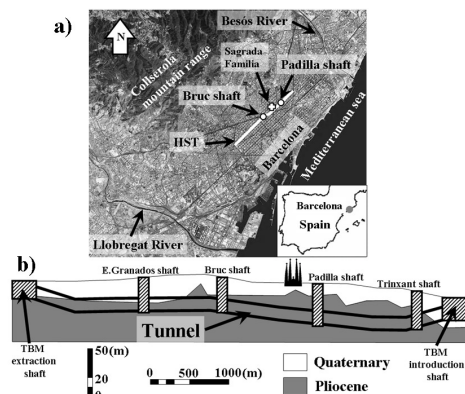 a)
N
Besós River
Collserola
mountain range
Sagrada
Familia
Padilla shaft
Bruc shaft
HST
Barcelona
Mediterranean sea
Llobregat River
Barcelona
Spain
b)
E.Granados shaft
Bruc shaft
Padilla shaft
Trinxant shaft
Tunnel
TBM
extraction
shaft
50(m)
20
0
0 500 1000(m)
Quaternary
Pliocene
TBM
introduction
shaft